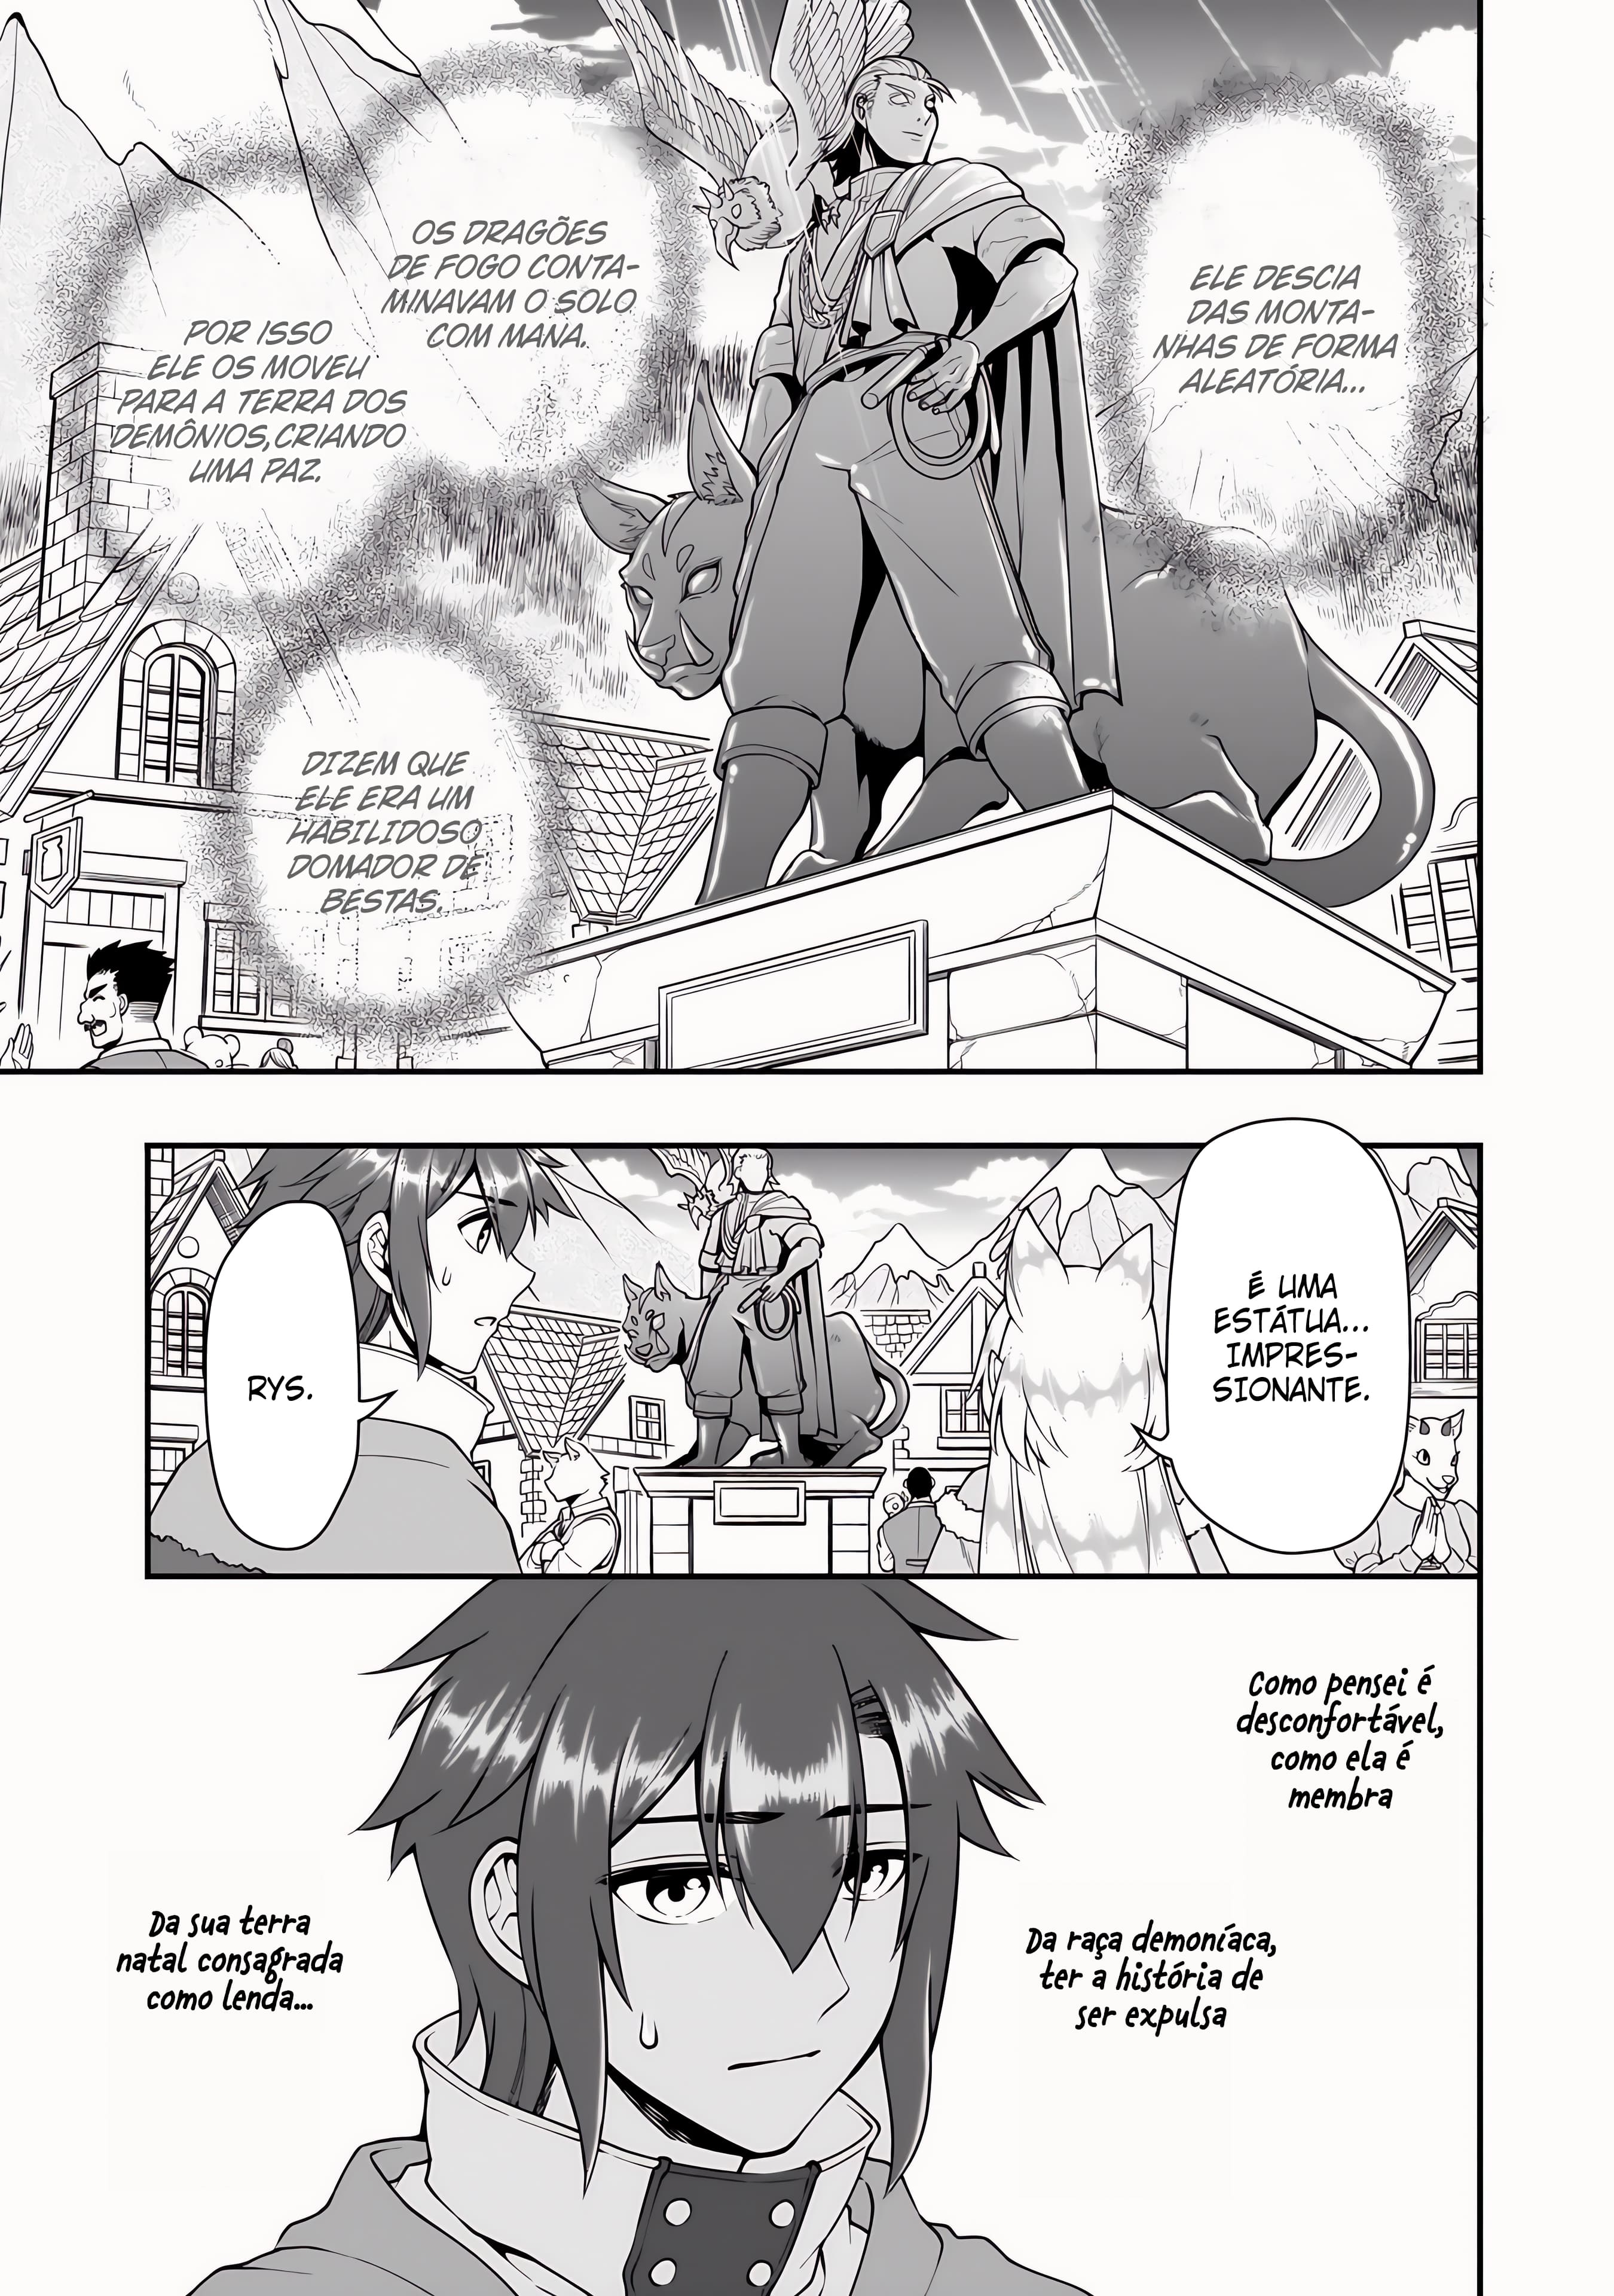 ELE DESCIA
DAS MONTA-
NHAS DE FORMA
ALEATÓRIA...
OS DRAGÕES
DE FOGO CONTA-
MINAVAM O SOLO
COM MANA.
POR ISSO
ELE OS MOVEU
PARA A TERRA DOS
DEMÔNIOS,CRIANDO
UMA PAZ.
DIZEM QUE
ELE ERA UM
HABILIDOSO
DOMADOR DE
BESTAS.
É UMA
ESTÁTUA...
IMPRES-
SIONANTE.
RYS.
Como pensei é
desconfortável,
como ela é
membra
Da raça demoníaca,
ter a história de
ser expulsa
Da sua terra
natal consagrada
como lenda...